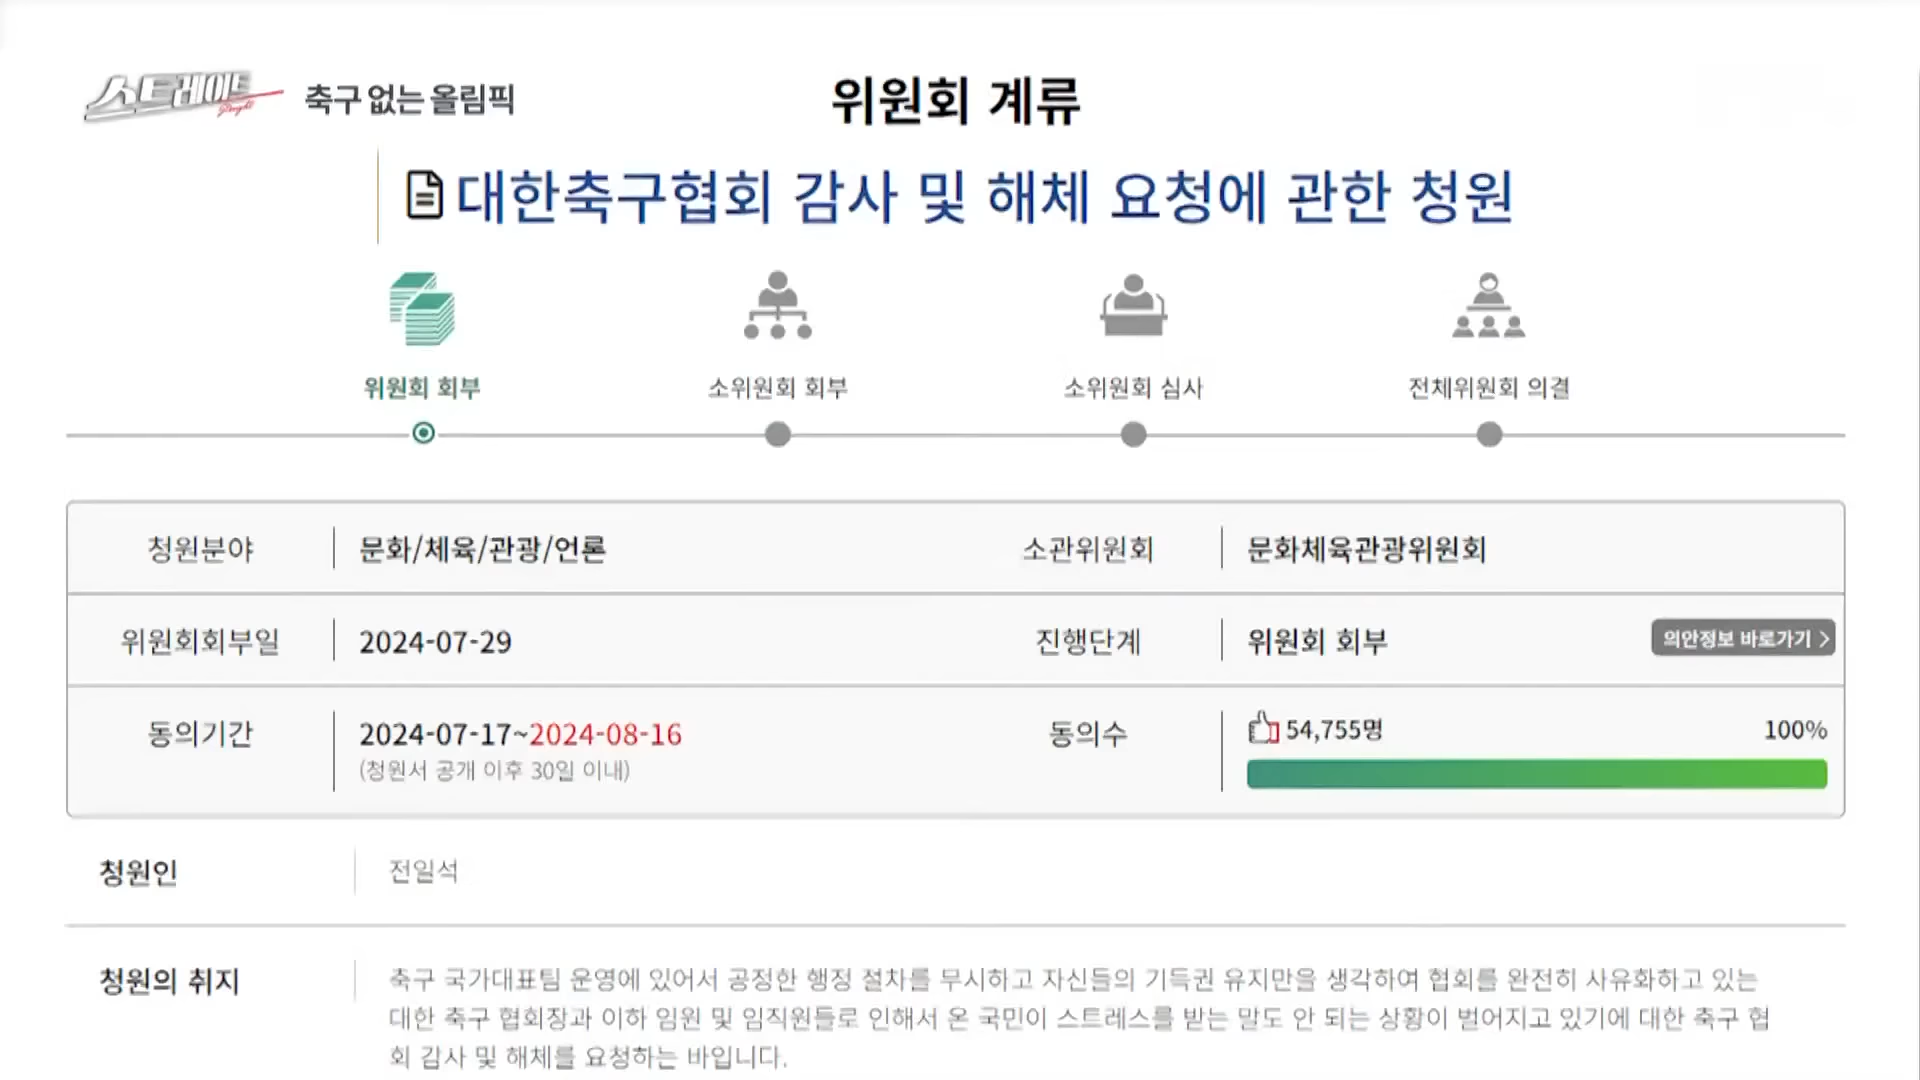 스트레이트 축구 없는 올림픽
Straight
위원회 계류
대한축구협회 감사 및 해체 요청에 관한 청원
위원회 회부
소위원회 회부
소위원회 심사
전체위원회 의결
청원분야 문화/체육/관광/언론 소관위원회 문화체육관광위원회
위원회회부일 2024-07-29 진행단계 위원회 회부 의안정보 바로가기 >
동의기간 2024-07-17~2024-08-16 동의수 54,755명 100%
(청원서 공개 이후 30일 이내)
청원인 전일석
청원의 취지 축구 국가대표팀 운영에 있어서 공정한 행정 절차를 무시하고 자신들의 기득권 유지만을 생각하여 협회를 완전히 사유화하고 있는
대한 축구 협회장과 이하 임원 및 임직원들로 인해서 온 국민이 스트레스를 받는 말도 안 되는 상황이 벌어지고 있기에 대한 축구 협
회 감사 및 해체를 요청하는 바입니다.